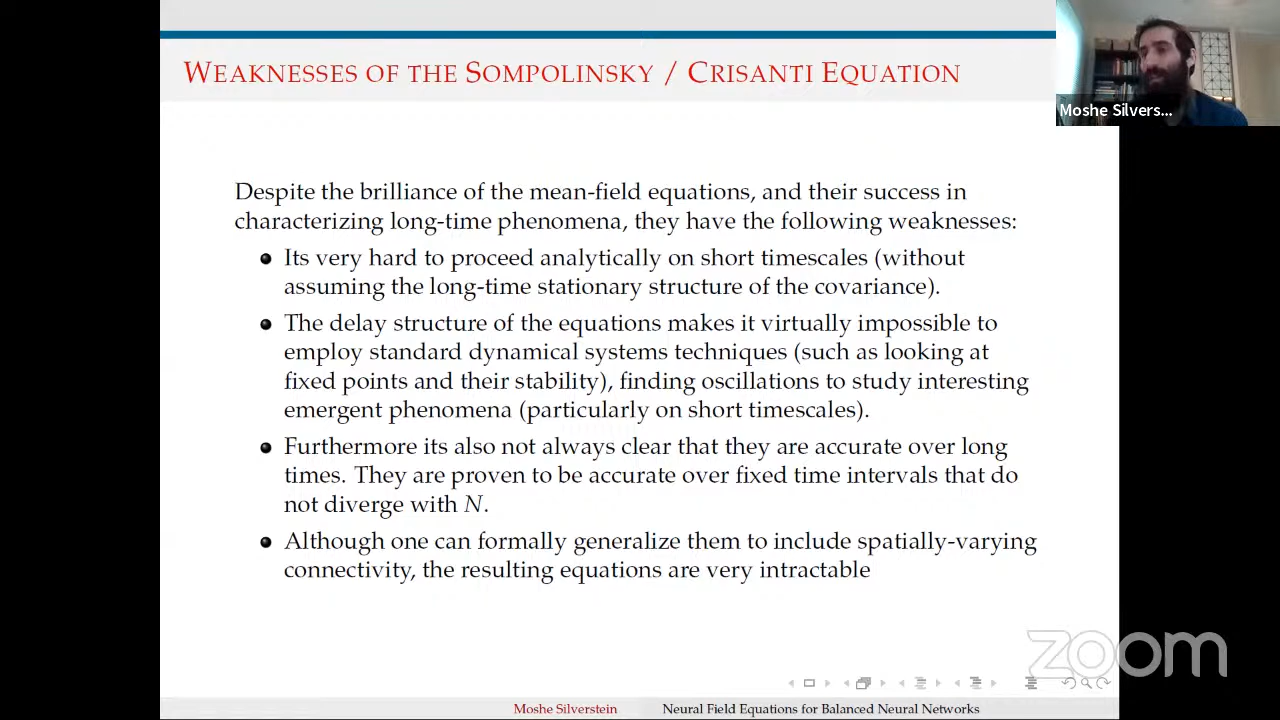 WEAKNESSES OF THE SOMPOLINSKY / CRISANTI EQUATION
Moshe Silvers...
Despite the brilliance of the mean-field equations, and their success in
characterizing long-time phenomena, they have the following weaknesses:
Its very hard to proceed analytically on short timescales (without
assuming the long-time stationary structure of the covariance).
The delay structure of the equations makes it virtually impossible to
employ standard dynamical systems techniques (such as looking at
fixed points and their stability), finding oscillations to study interesting
emergent phenomena (particularly on short timescales).
Furthermore its also not always clear that they are accurate over long
times. They are proven to be accurate over fixed time intervals that do
not diverge with N.
Although one can formally generalize them to include spatially-varying
connectivity, the resulting equations are very intractable
zoom
Moshe Silverstein Neural Field Equations for Balanced Neural Networks